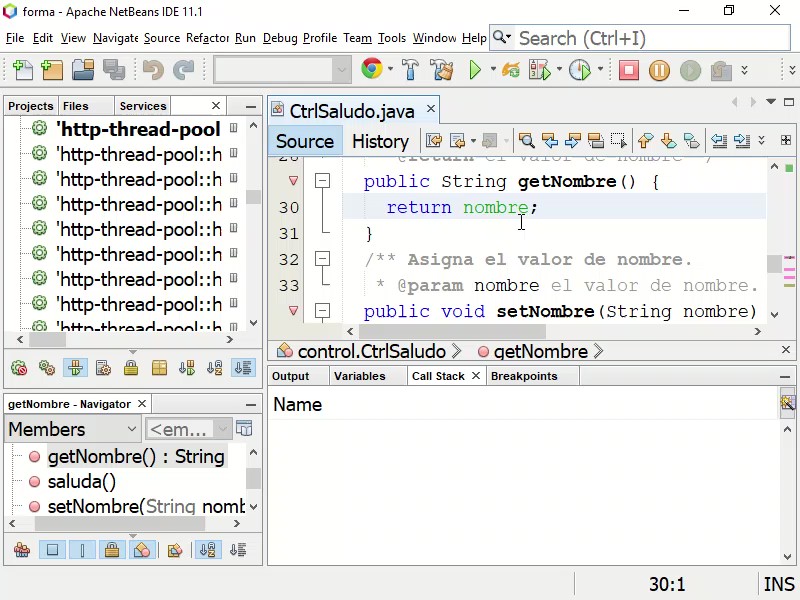 forma - Apache NetBeans IDE 11.1
File Edit View Navigate Source Refactor Run Debug Profile Team Tools Window Help
Search (Ctrl+I)
Projects Files Services
'http-thread-pool
'http-thread-pool::h
'http-thread-pool::h
'http-thread-pool::h
'http-thread-pool::h
'http-thread-pool::h
'http-thread-pool::h
'http-thread-pool::h
'http-thread-pool::h
getNombre - Navigator
Members <em...
getNombre() : String
saluda()
setNombre(String nomb
CtrlSaludo.java
Source History
28 @return el valor de nombre */
public String getNombre() {
30 return nombre;
31 }
32 /** Asigna el valor de nombre.
33 * @param nombre el valor de nombre.
public void setNombre(String nombre)
control.CtrlSaludo getNombre
Output Variables Call Stack Breakpoints
Name
30:1 INS